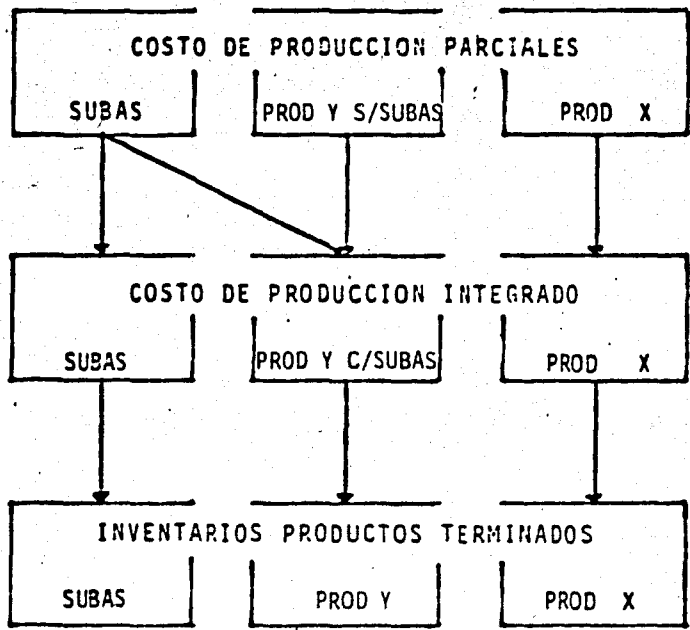 COSTO DE PRODUCCION PARCIALES
SUBAS PROD Y S/SUBAS PROD X
COSTO DE PRODUCCION INTEGRADO
SUBAS PROD Y C/SUBAS PROD X
INVENTARIOS PRODUCTOS TERMINADOS
SUBAS PROD Y PROD X